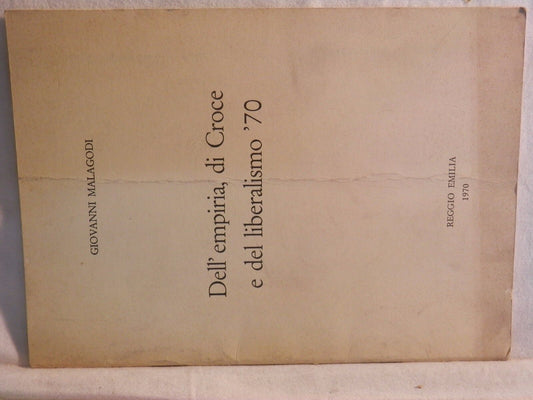 GIOVANNI MALAGODI
Dell' empiria, di Croce
e del liberalismo '70
REGGIO EMILIA
1970